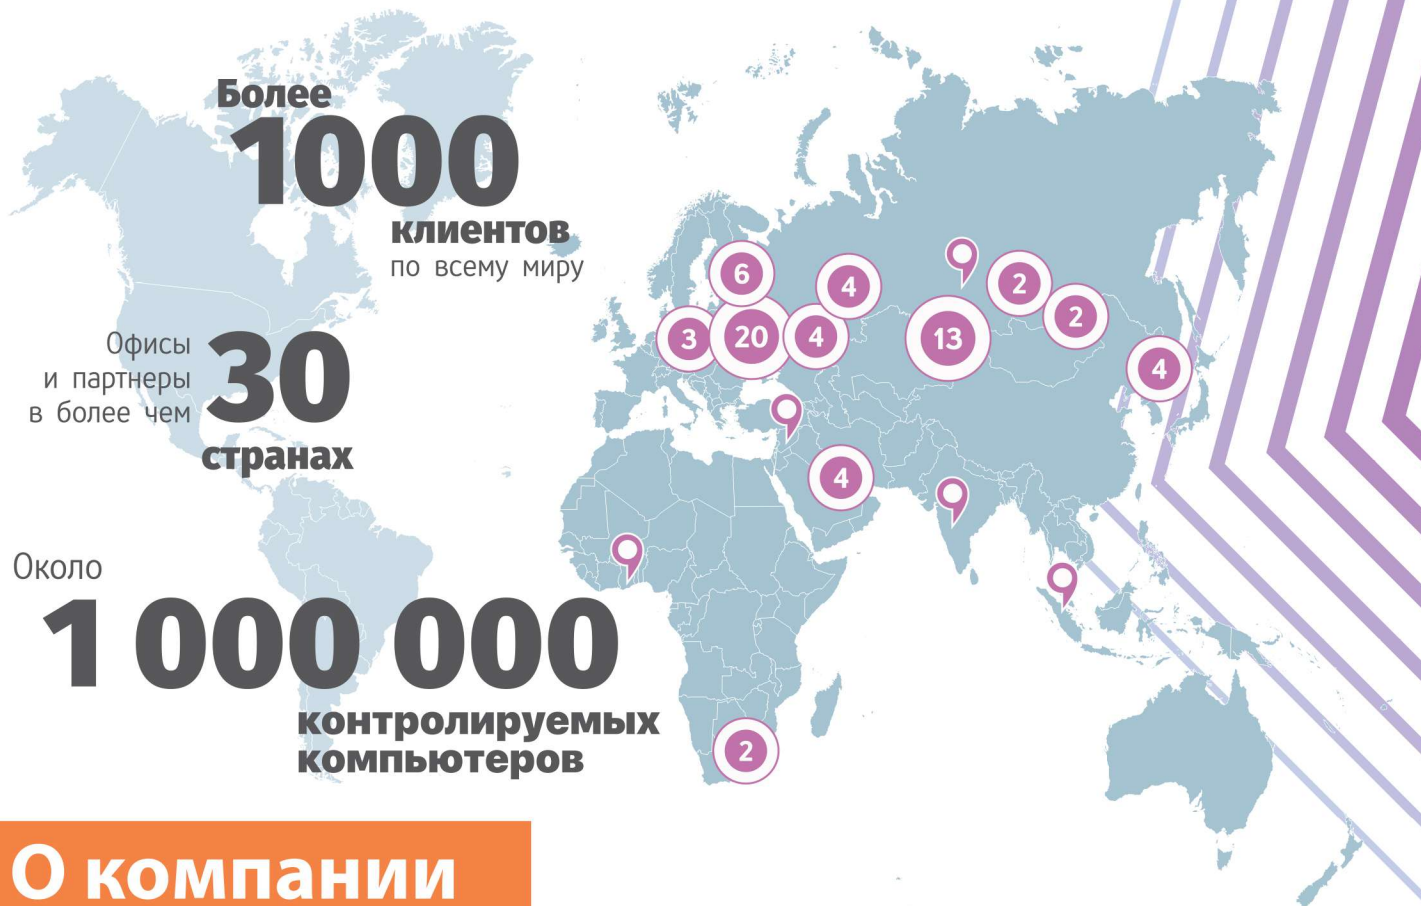 Более
1000
клиентов
по всему миру
Офисы
и партнеры
в более чем
30
странах
Около
1 000 000
контролируемых
компьютеров
6
4
2
2
3
20
4
13
4
4
2
О компании